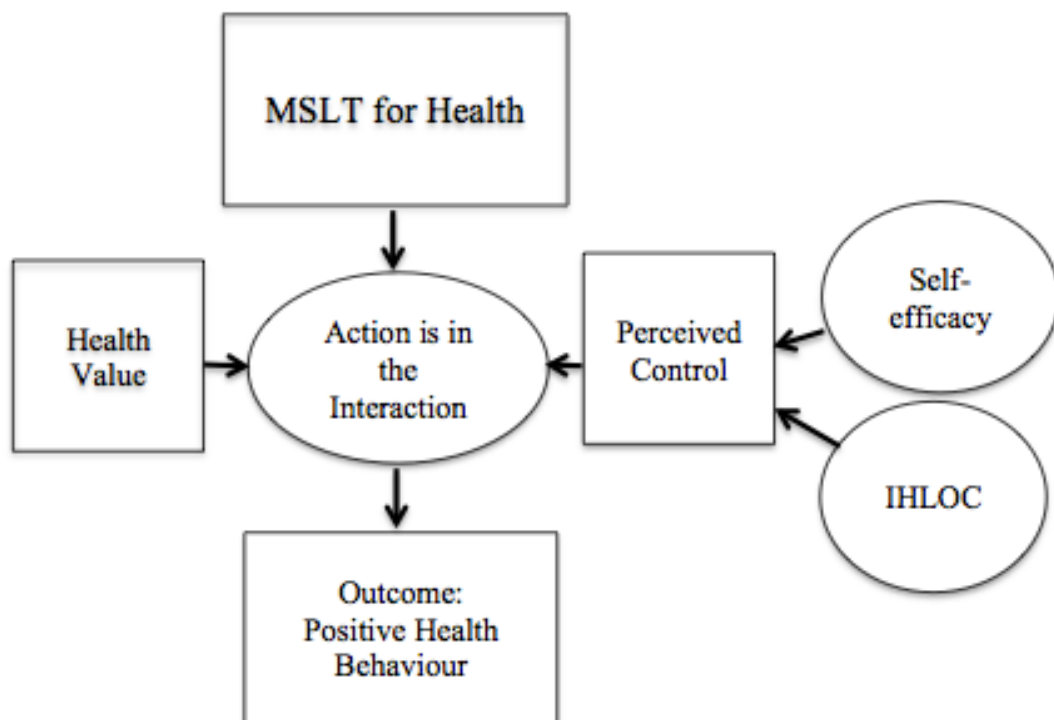 MSLT for Health
Health
Value
Action is in
the
Interaction
Perceived
Control
Self-
efficacy
IHLOC
Outcome:
Positive Health
Behaviour